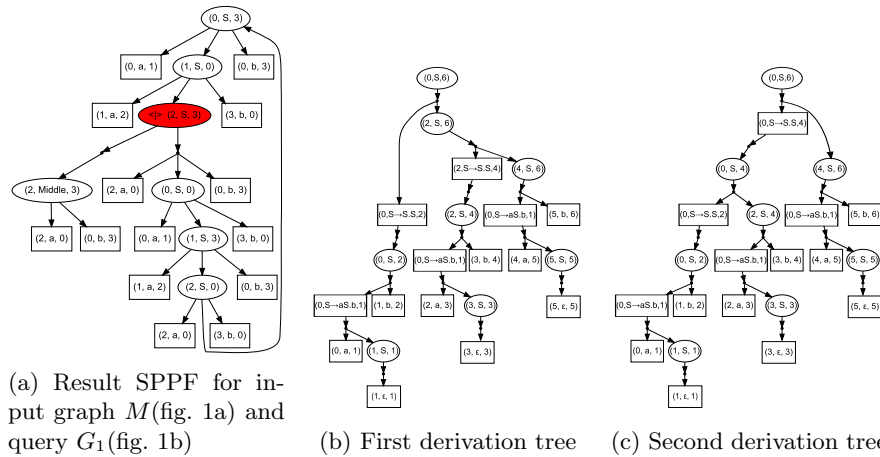 (0, S, 3)
(0, a, 1)
(1, S, 0)
(0, b, 3)
(1, a, 2)
<|> (2, S, 3)
(3, b, 0)
(2, Middle, 3)
(2, a, 0)
(0, S, 0)
(0, b, 3)
(2, a, 0)
(0, b, 3)
(0, a, 1)
(1, S, 3)
(3, b, 0)
(1, a, 2)
(2, S, 0)
(0, b, 3)
(2, a, 0)
(3, b, 0)
(a) Result SPPF for in-
put graph M(fig. 1a) and
query G₁(fig. 1b)
(0,S,6)
(2, S, 6)
(2,S→S.S,4)
(4, S, 6)
(0,S→S.S,2)
(2, S, 4)
(0,S→aS.b,1)
(5, b, 6)
(0, S, 2)
(0,S→aS.b,1)
(3, b, 4)
(4, a, 5)
(5, S, 5)
(0,S→aS.b,1)
(1, b, 2)
(2, a, 3)
(3, S, 3)
(5, ε, 5)
(0, a, 1)
(1, S, 1)
(3, ε, 3)
(1, ε, 1)
(b) First derivation tree
(0,S,6)
(0,S→S.S,4)
(0, S, 4)
(4, S, 6)
(0,S→S.S,2)
(2, S, 4)
(0,S→aS.b,1)
(5, b, 6)
(0, S, 2)
(0,S→aS.b,1)
(3, b, 4)
(4, a, 5)
(5, S, 5)
(0,S→aS.b,1)
(1, b, 2)
(2, a, 3)
(3, S, 3)
(5, ε, 5)
(0, a, 1)
(1, S, 1)
(3, ε, 3)
(1, ε, 1)
(c) Second derivation tree